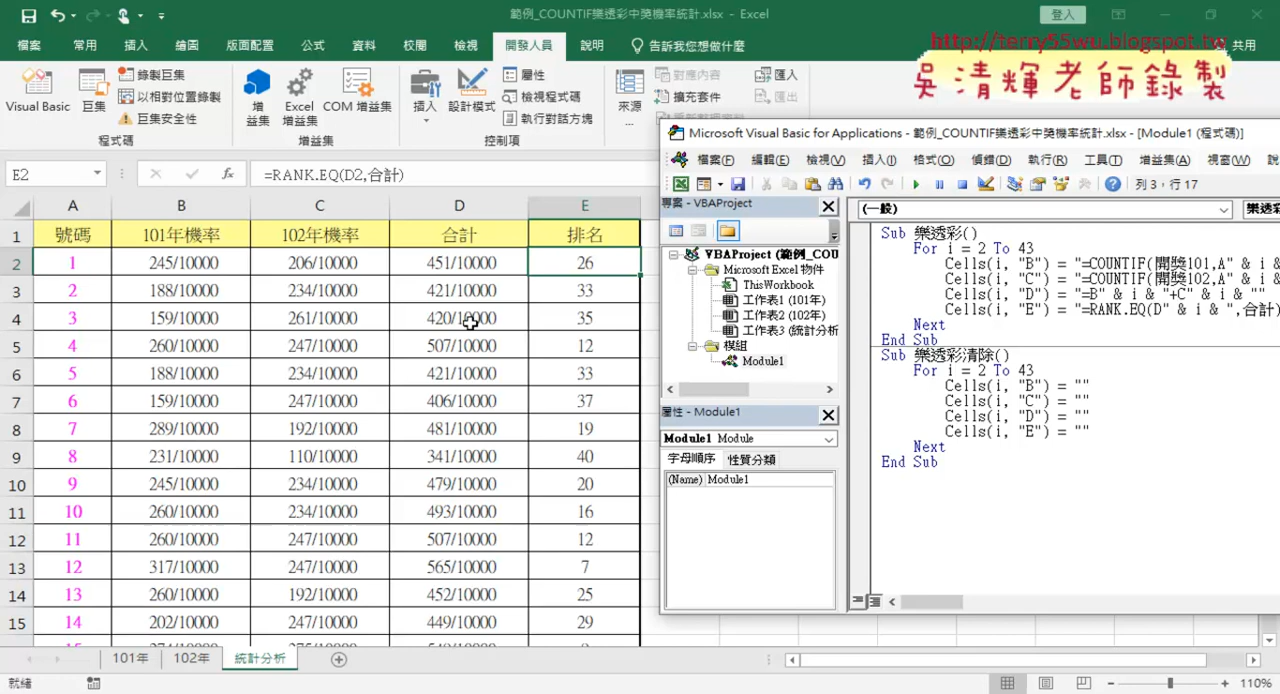 範例_COUNTIF樂透彩中獎機率統計.xlsx - Excel
登入
檔案 常用 插入 繪圖 版面配置 公式 資料 校閱 檢視 開發人員 說明 告訴我您想做什麼 共用
http://terry55wu.blogspot.tw
吳清輝老師錄製
Visual Basic 巨集 錄製巨集 以相對位置錄製 巨集安全性
程式碼
增益集 Excel 增益集 COM 增益集
增益集
插入 設計模式 屬性 檢視程式碼 執行對話方塊
控制項
來源 對應內容 擴充套件 匯入 匯出
E2 =RANK.EQ(D2,合計)
A B C D E
1 號碼 101年機率 102年機率 合計 排名
2 1 245/10000 206/10000 451/10000 26
3 2 188/10000 234/10000 421/10000 33
4 3 159/10000 261/10000 420/10000 35
5 4 260/10000 247/10000 507/10000 12
6 5 188/10000 234/10000 421/10000 33
7 6 159/10000 247/10000 406/10000 37
8 7 289/10000 192/10000 481/10000 19
9 8 231/10000 110/10000 341/10000 40
10 9 245/10000 234/10000 479/10000 20
11 10 260/10000 234/10000 493/10000 16
12 11 260/10000 247/10000 507/10000 12
13 12 317/10000 247/10000 565/10000 7
14 13 260/10000 192/10000 452/10000 25
15 14 202/10000 247/10000 449/10000 29
101年 102年 統計分析
就緒
110%
Microsoft Visual Basic for Applications - 範例_COUNTIF樂透彩中獎機率統計.xlsx - [Module1 (程式碼)]
檔案(F) 編輯(E) 檢視(V) 插入(I) 格式(O) 偵錯(D) 執行(R) 工具(T) 增益集(A) 視窗(W) 說
列 3，行 17
專案 - VBAProject
VBAProject (範例_COU
Microsoft Excel 物件
ThisWorkbook
工作表1 (101年)
工作表2 (102年)
工作表3 (統計分析
模組
Module1
屬性 - Module1
Module1 Module
字母順序 性質分類
(Name) Module1
(一般) 樂透彩
Sub 樂透彩()
For i = 2 To 43
Cells(i, "B") = "=COUNTIF(開獎101,A" & i &
Cells(i, "C") = "=COUNTIF(開獎102,A" & i &
Cells(i, "D") = "=B" & i & "+C" & i & ""
Cells(i, "E") = "=RANK.EQ(D" & i & ",合計)
Next
End Sub
Sub 樂透彩清除()
For i = 2 To 43
Cells(i, "B") = ""
Cells(i, "C") = ""
Cells(i, "D") = ""
Cells(i, "E") = ""
Next
End Sub